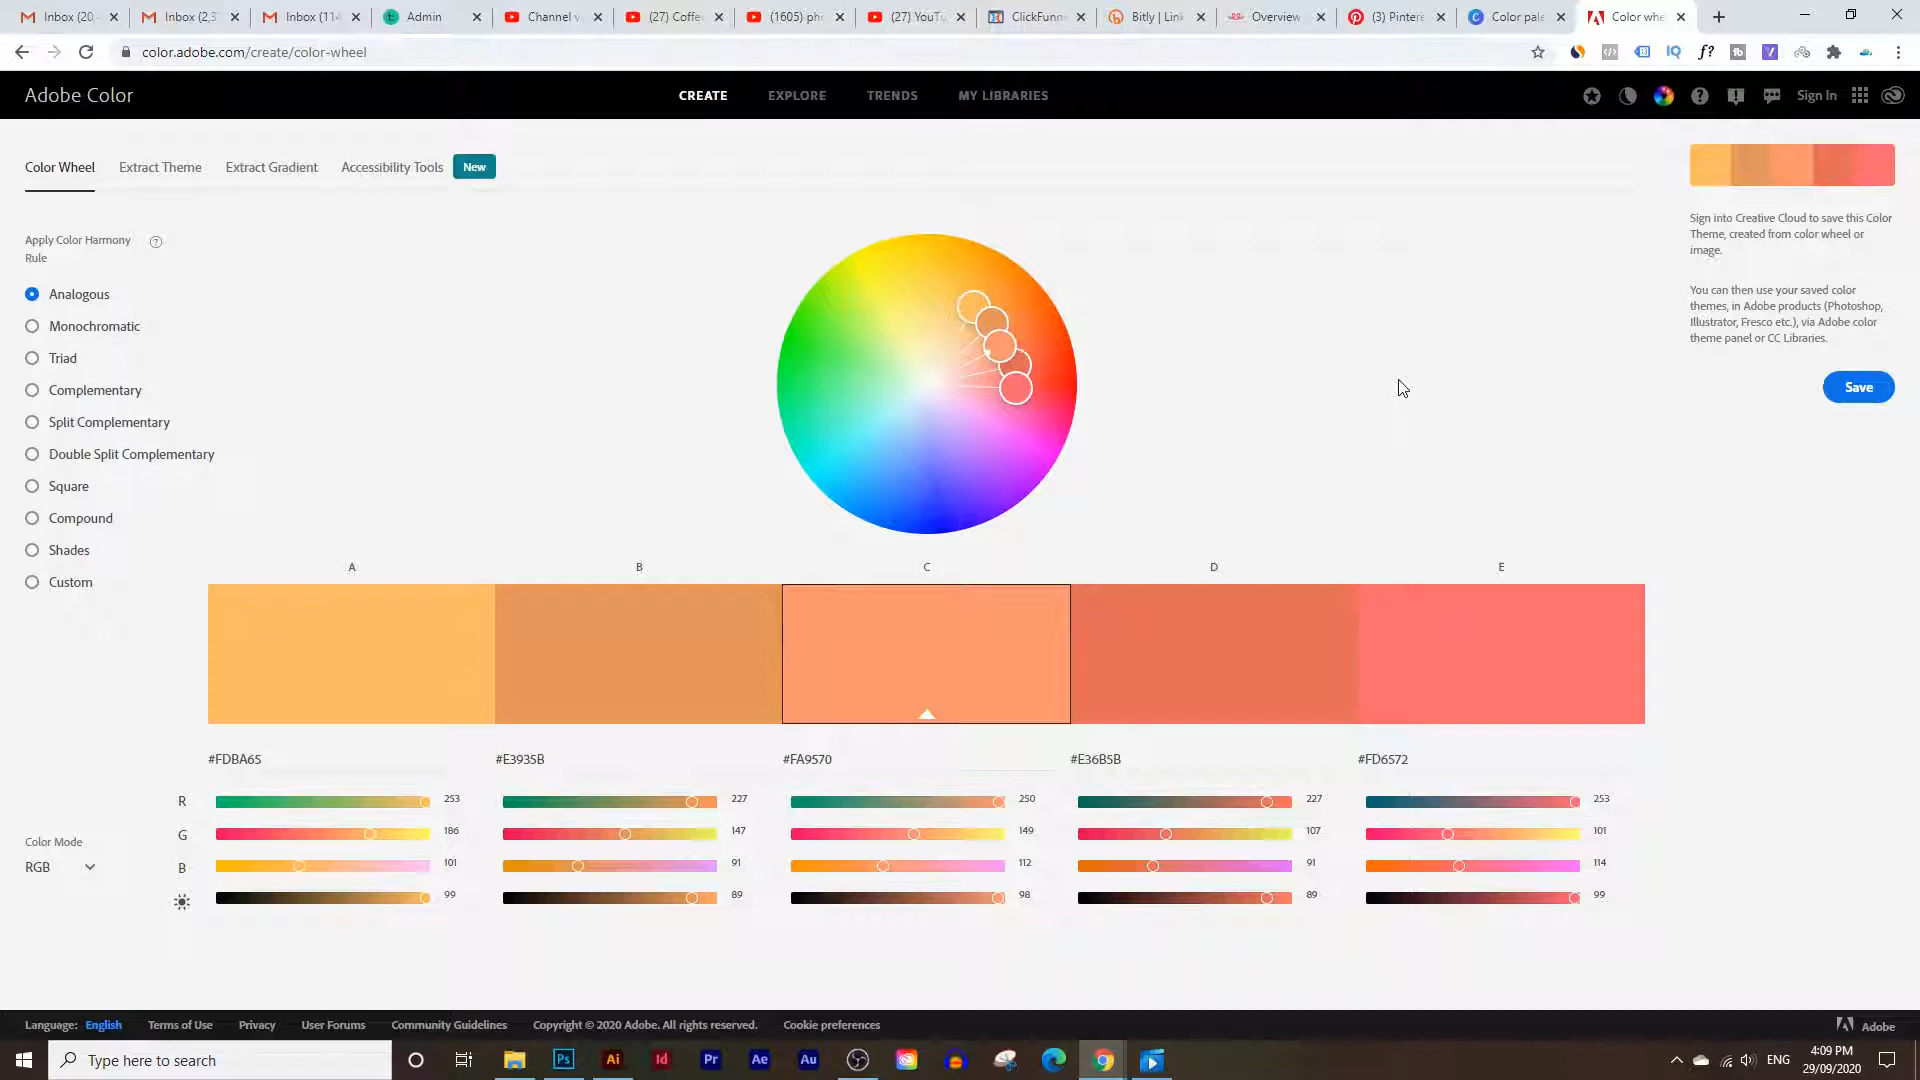 Inbox (20,
Inbox (2,3
Inbox (114
Admin
Channel v
(27) Coffe
(1605) ph
(27) YouTu
ClickFunn
Bitly | Link
Overview
(3) Pintere
Color pale
Color whe
color.adobe.com/create/color-wheel
Adobe Color
CREATE
EXPLORE
TRENDS
MY LIBRARIES
Sign In
Color Wheel
Extract Theme
Extract Gradient
Accessibility Tools
New
Apply Color Harmony
Rule
Analogous
Monochromatic
Triad
Complementary
Split Complementary
Double Split Complementary
Square
Compound
Shades
Custom
Sign into Creative Cloud to save this Color
Theme, created from color wheel or
image.
You can then use your saved color
themes, in Adobe products (Photoshop,
Illustrator, Fresco etc.), via Adobe color
theme panel or CC Libraries.
Save
A B C D E
#FDBA65 #E3935B #FA9570 #E36B5B #FD6572
R 253 227 250 227 253
G 186 147 149 107 101
B 101 91 112 91 114
99 89 98 89 99
Color Mode
RGB
Language: English
Terms of Use
Privacy
User Forums
Community Guidelines
Copyright © 2020 Adobe. All rights reserved.
Cookie preferences
Adobe
Type here to search
Ps
Ai
Id
Pr
Ae
Au
ENG
4:09 PM
29/09/2020